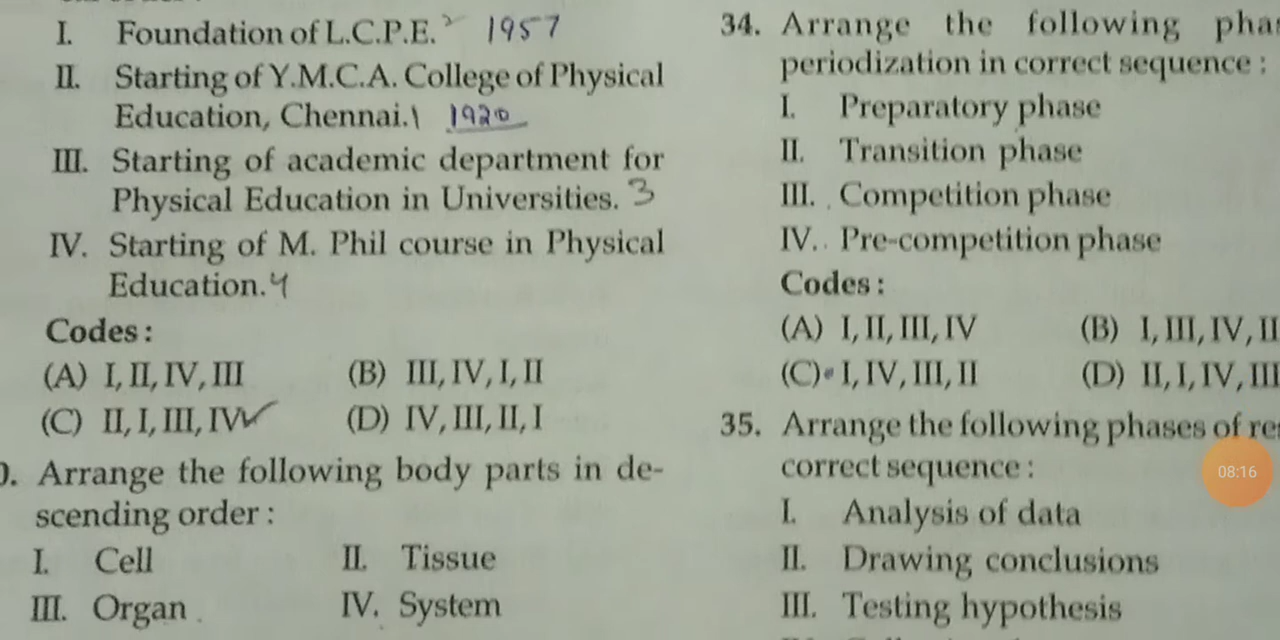 I. Foundation of L.C.P.E. 2 1957
II. Starting of Y.M.C.A. College of Physical
Education, Chennai. 1 1920
III. Starting of academic department for
Physical Education in Universities. 3
IV. Starting of M. Phil course in Physical
Education. 4
Codes :
(A) I, II, IV, III (B) III, IV, I, II
(C) II, I, III, IV (D) IV, III, II, I
Arrange the following body parts in de-
scending order :
I. Cell II. Tissue
III. Organ IV. System
34. Arrange the following
periodization in correct sequence :
I. Preparatory phase
II. Transition phase
III. Competition phase
IV. Pre-competition phase
Codes :
(A) I, II, III, IV (B) I, III, IV, II
(C) I, IV, III, II (D) II, I, IV, III
35. Arrange the following phases of
correct sequence :
08:16
I. Analysis of data
II. Drawing conclusions
III. Testing hypothesis